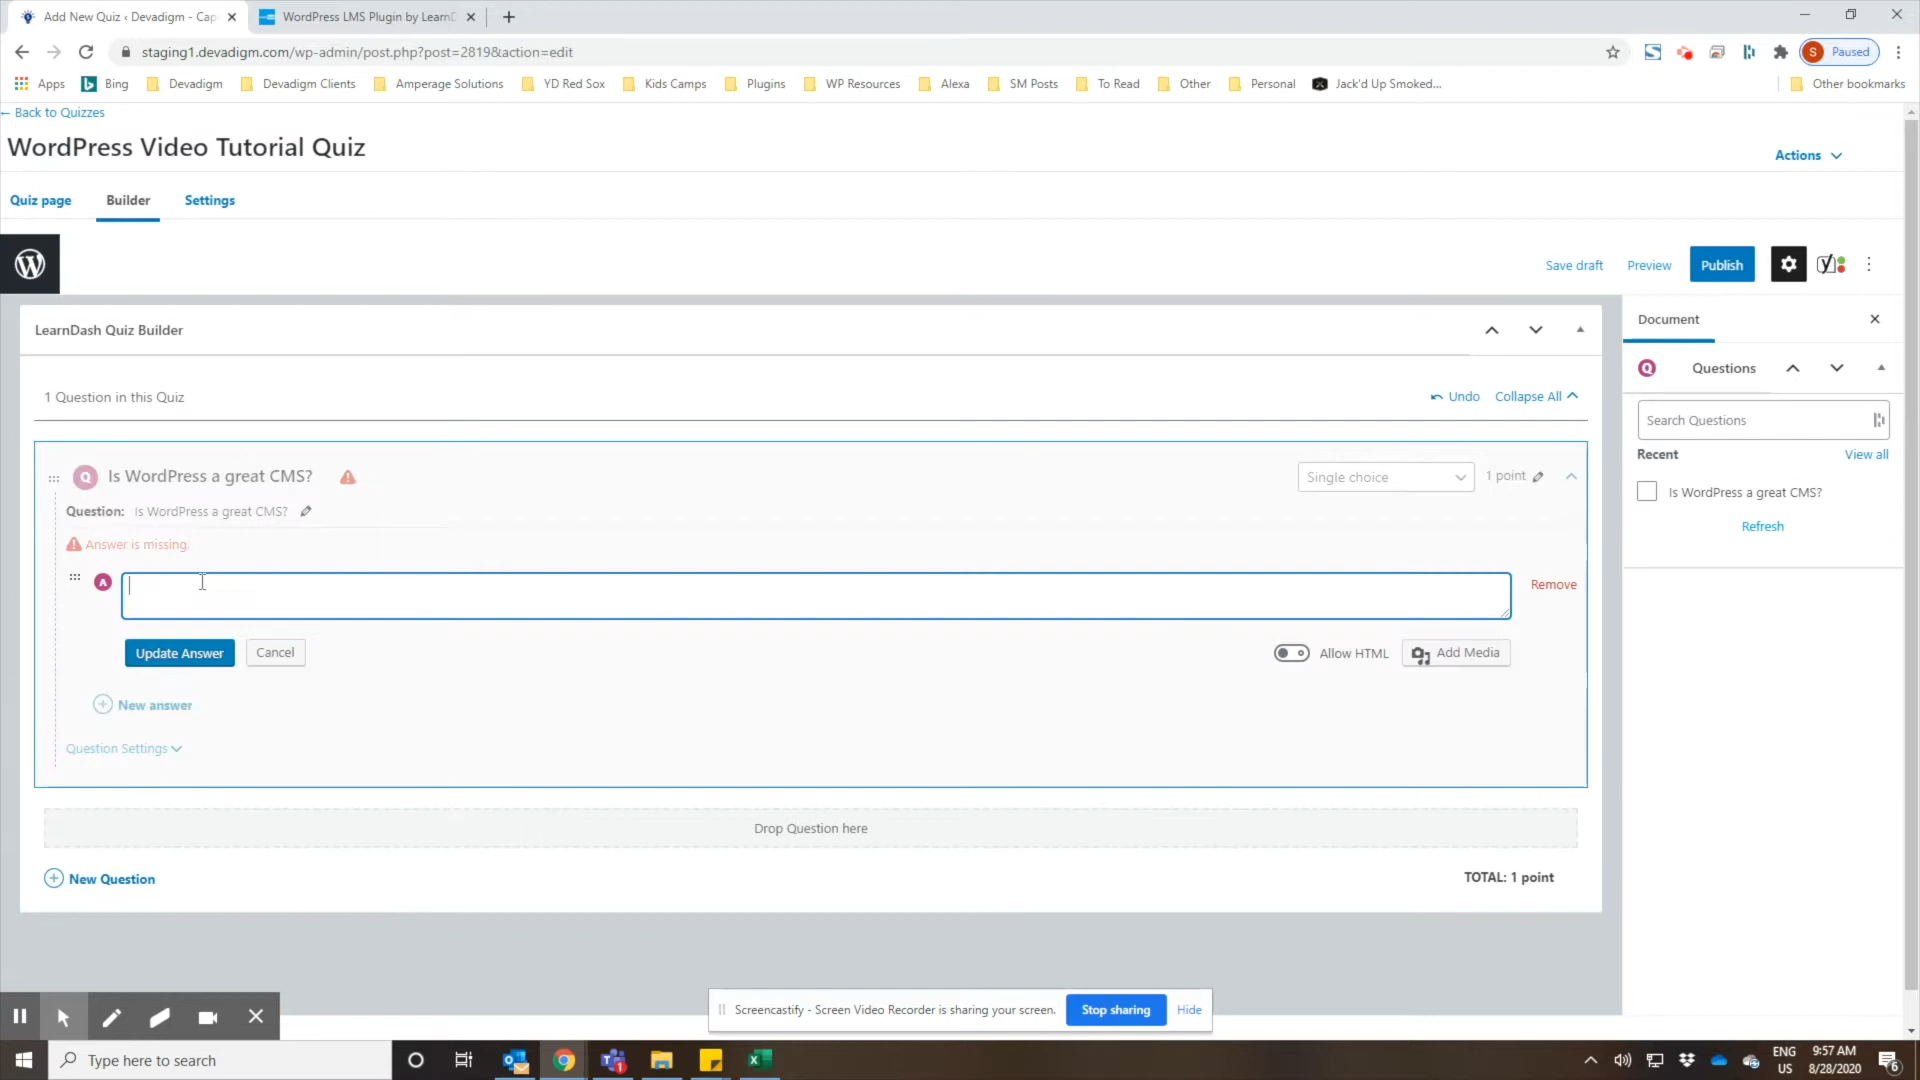 Add New Quiz ‹ Devadigm - Cap
WordPress LMS Plugin by LearnD
staging1.devadigm.com/wp-admin/post.php?post=2819&action=edit
S Paused
Apps
Bing
Devadigm
Devadigm Clients
Amperage Solutions
YD Red Sox
Kids Camps
Plugins
WP Resources
Alexa
SM Posts
To Read
Other
Personal
Jack'd Up Smoked...
Other bookmarks
← Back to Quizzes
WordPress Video Tutorial Quiz
Actions
Quiz page
Builder
Settings
Save draft
Preview
Publish
LearnDash Quiz Builder
Document
Q Questions
1 Question in this Quiz
Undo
Collapse All
Search Questions
Recent
View all
Is WordPress a great CMS?
Refresh
Q Is WordPress a great CMS?
Single choice
1 point
Question: Is WordPress a great CMS?
Answer is missing.
A
Remove
Update Answer
Cancel
Allow HTML
Add Media
New answer
Question Settings
Drop Question here
New Question
TOTAL: 1 point
Screencastify - Screen Video Recorder is sharing your screen.
Stop sharing
Hide
Type here to search
1
ENG
US
9:57 AM
8/28/2020
6